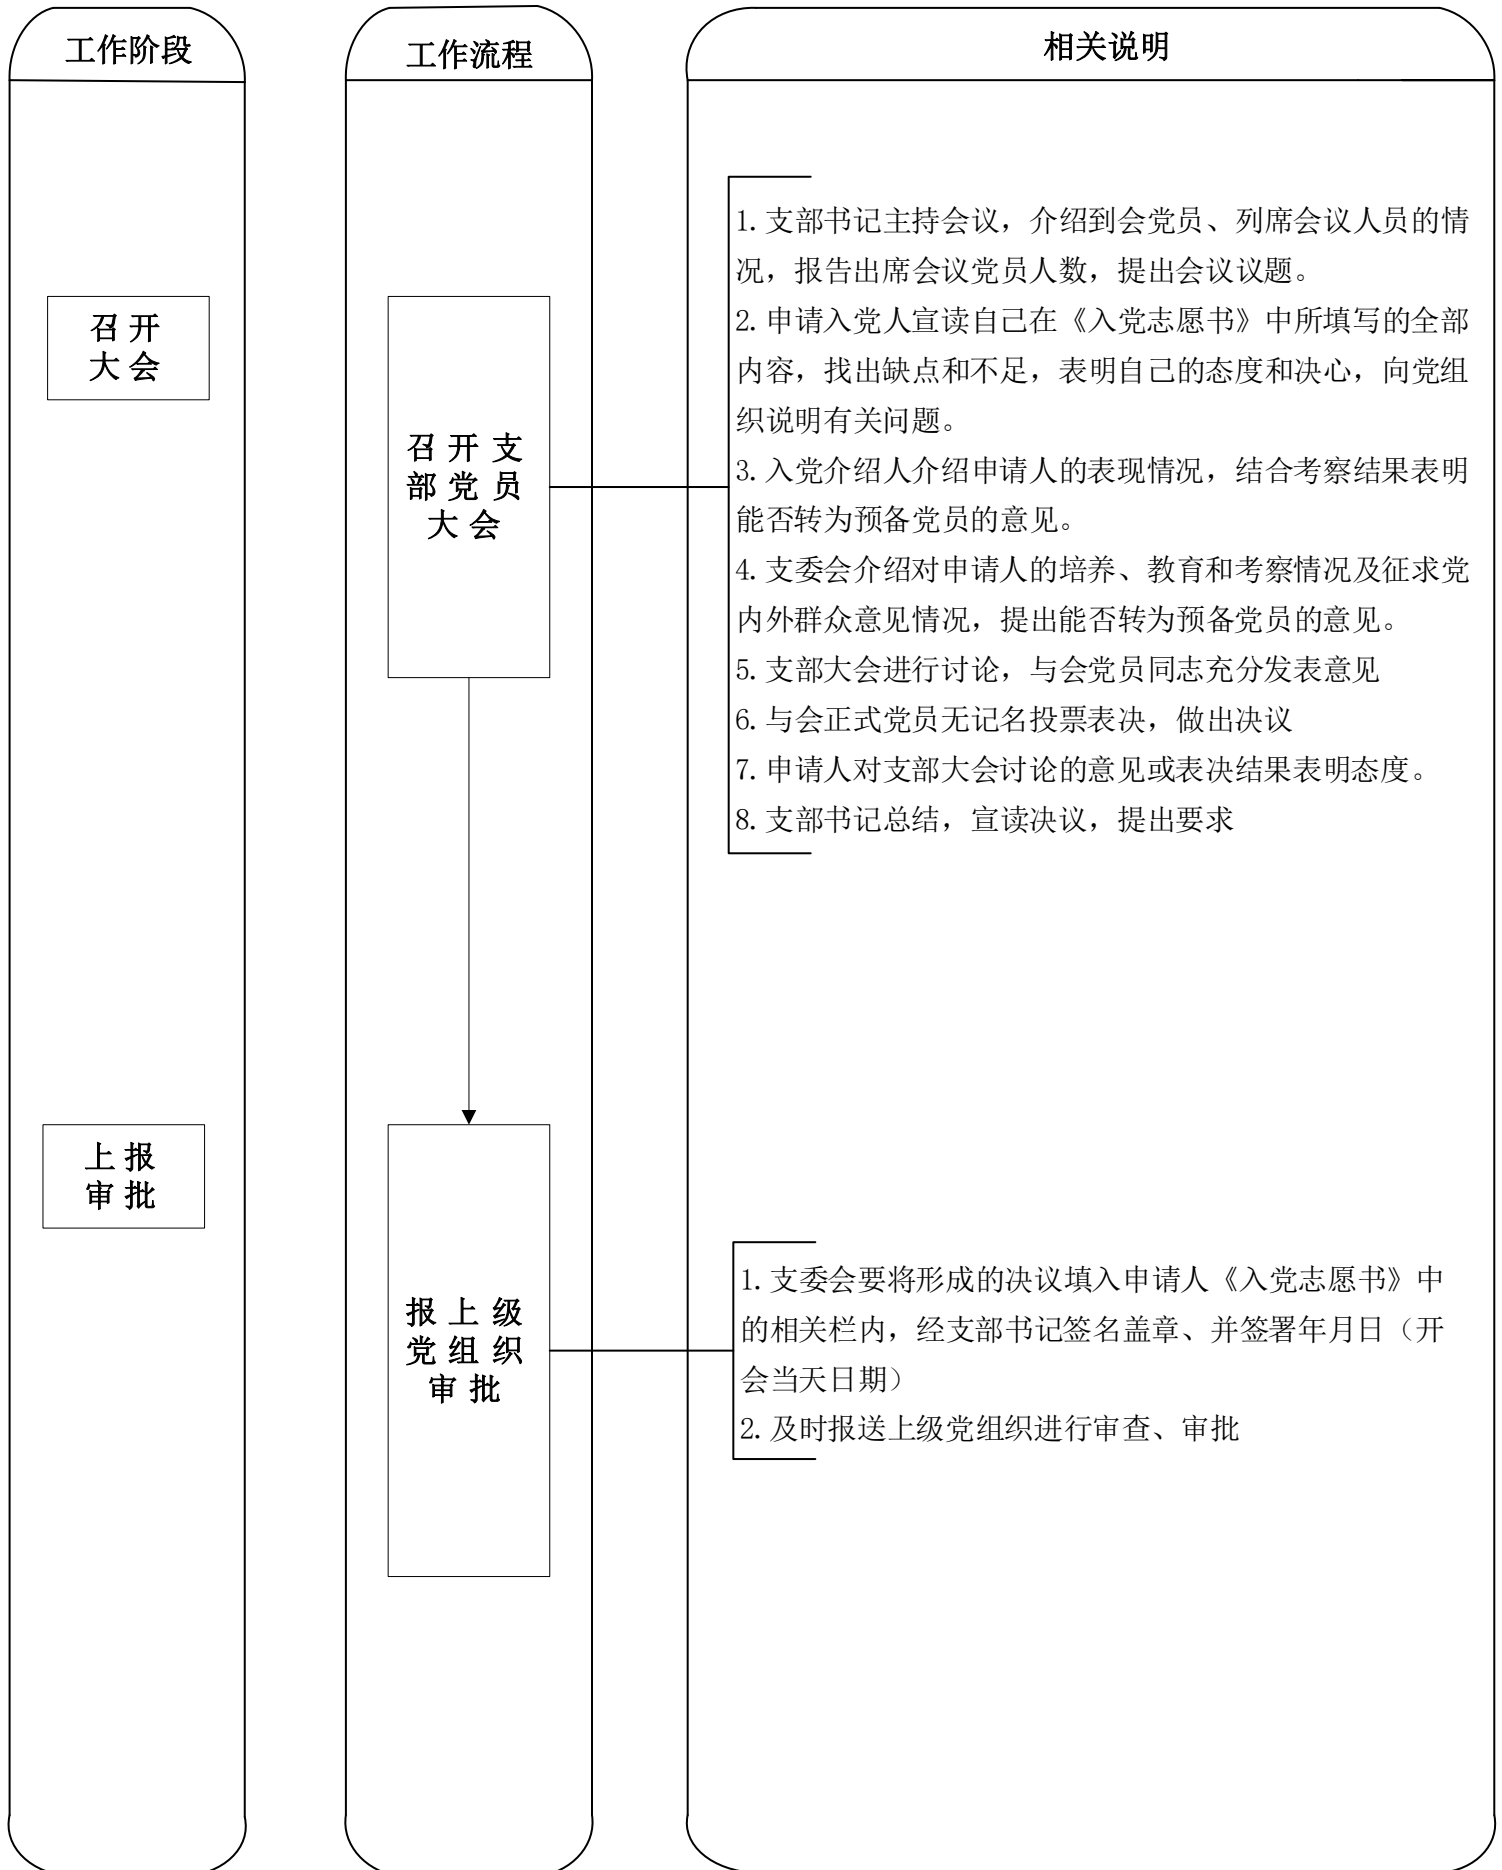 工作阶段
工作流程
相关说明
召开
大会
召开支
部党员
大会
1.支部书记主持会议，介绍到会党员、列席会议人员的情
况，报告出席会议党员人数，提出会议议题。
2.申请入党人宣读自己在《入党志愿书》中所填写的全部
内容，找出缺点和不足，表明自己的态度和决心，向党组
织说明有关问题。
3.入党介绍人介绍申请人的表现情况，结合考察结果表明
能否转为预备党员的意见。
4.支委会介绍对申请人的培养、教育和考察情况及征求党
内外群众意见情况，提出能否转为预备党员的意见。
5.支部大会进行讨论，与会党员同志充分发表意见
6.与会正式党员无记名投票表决，做出决议
7.申请人对支部大会讨论的意见或表决结果表明态度。
8.支部书记总结，宣读决议，提出要求
上报
审批
报上级
党组织
审批
1.支委会要将形成的决议填入申请人《入党志愿书》中
的相关栏内，经支部书记签名盖章、并签署年月日（开
会当天日期）
2.及时报送上级党组织进行审查、审批